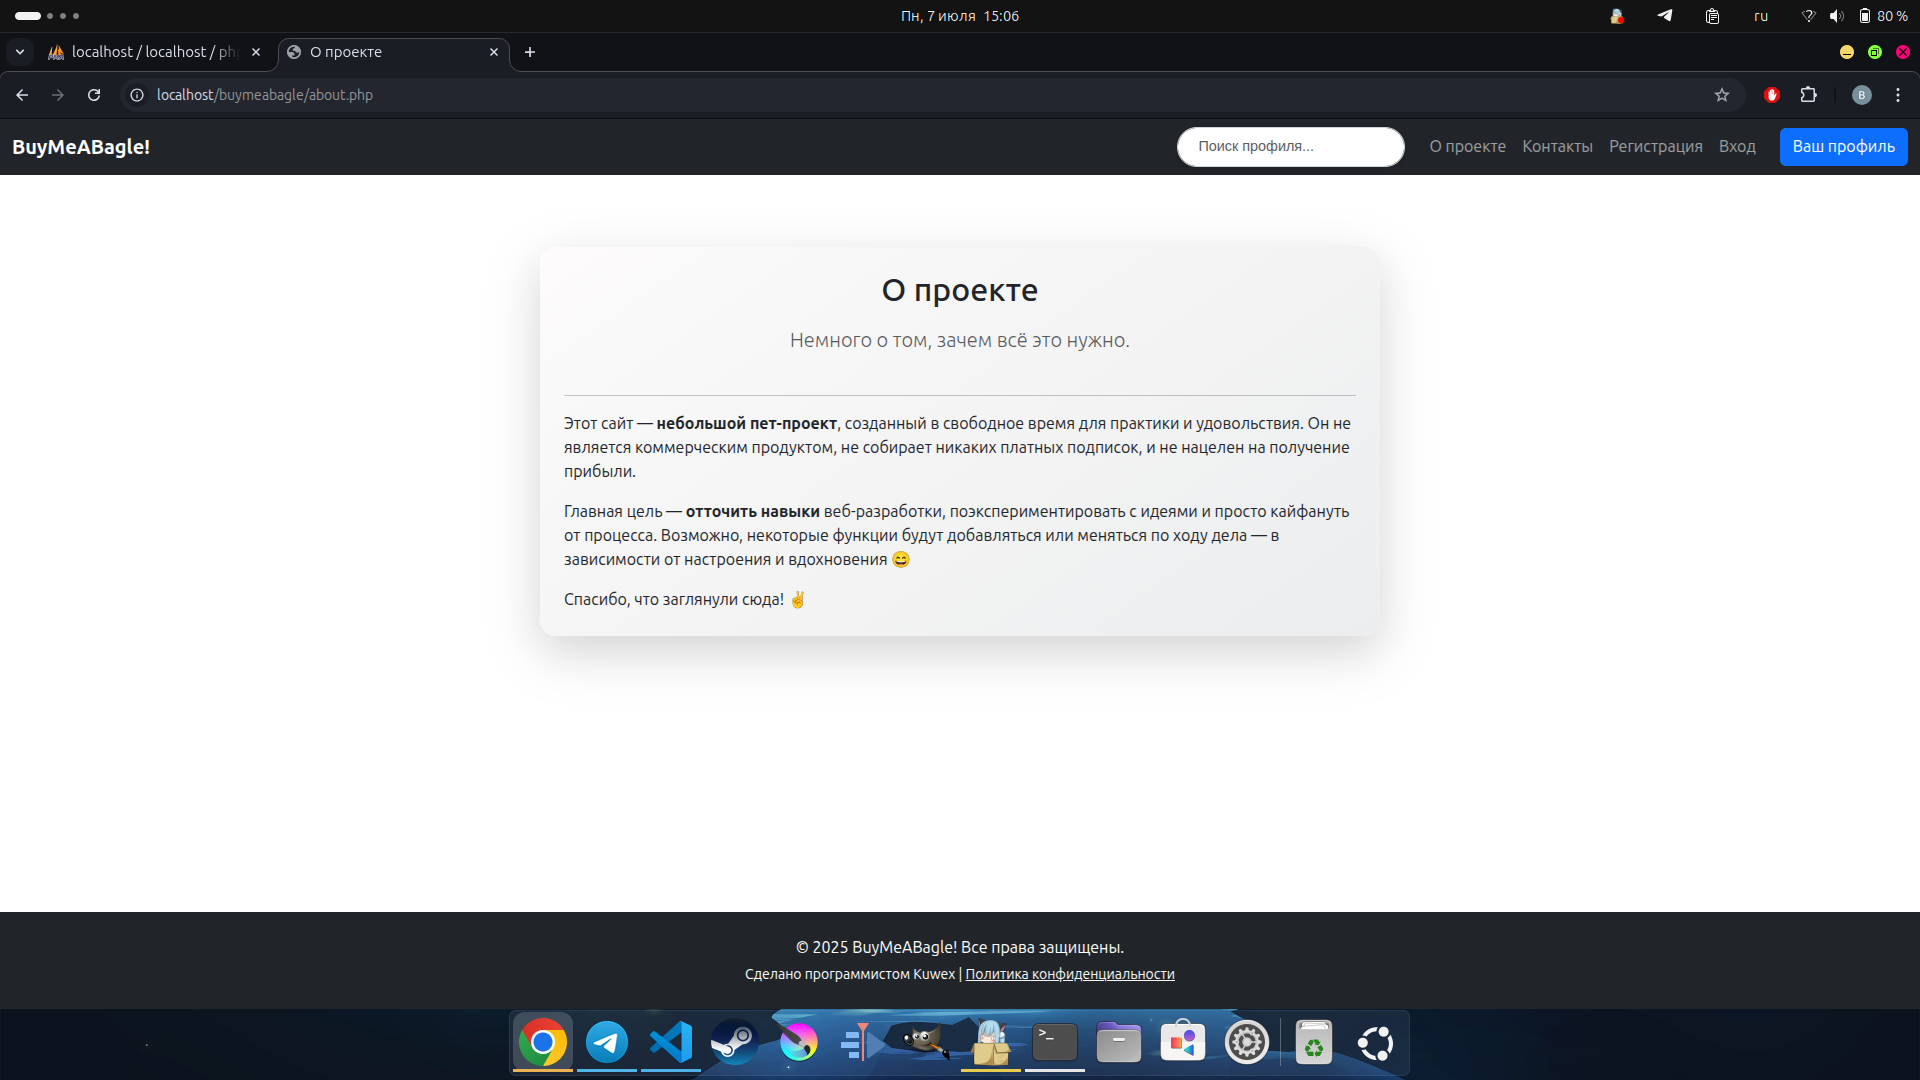 Пн, 7 июля 15:06
ru
80 %
localhost / localhost / php
О проекте
localhost/buymeabagle/about.php
B
BuyMeABagle!
Поиск профиля...
О проекте
Контакты
Регистрация
Вход
Ваш профиль
О проекте
Немного о том, зачем всё это нужно.
Этот сайт — небольшой пет-проект, созданный в свободное время для практики и удовольствия. Он не
является коммерческим продуктом, не собирает никаких платных подписок, и не нацелен на получение
прибыли.
Главная цель — отточить навыки веб-разработки, поэкспериментировать с идеями и просто кайфануть
от процесса. Возможно, некоторые функции будут добавляться или меняться по ходу дела — в
зависимости от настроения и вдохновения 😄
Спасибо, что заглянули сюда! ✌️
© 2025 BuyMeABagle! Все права защищены.
Сделано программистом Kuwex | Политика конфиденциальности
>_